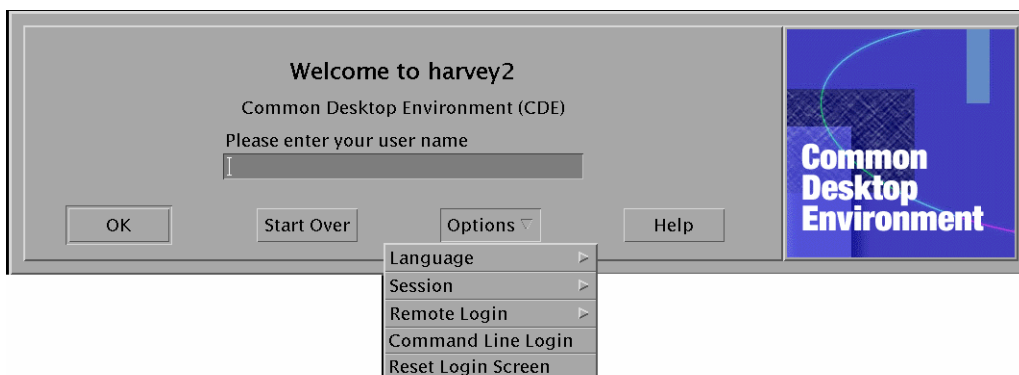 Welcome to harvey2
Common Desktop Environment (CDE)
Please enter your user name
OK
Start Over
Options
Help
Language
Session
Remote Login
Command Line Login
Reset Login Screen
Common
Desktop
Environment